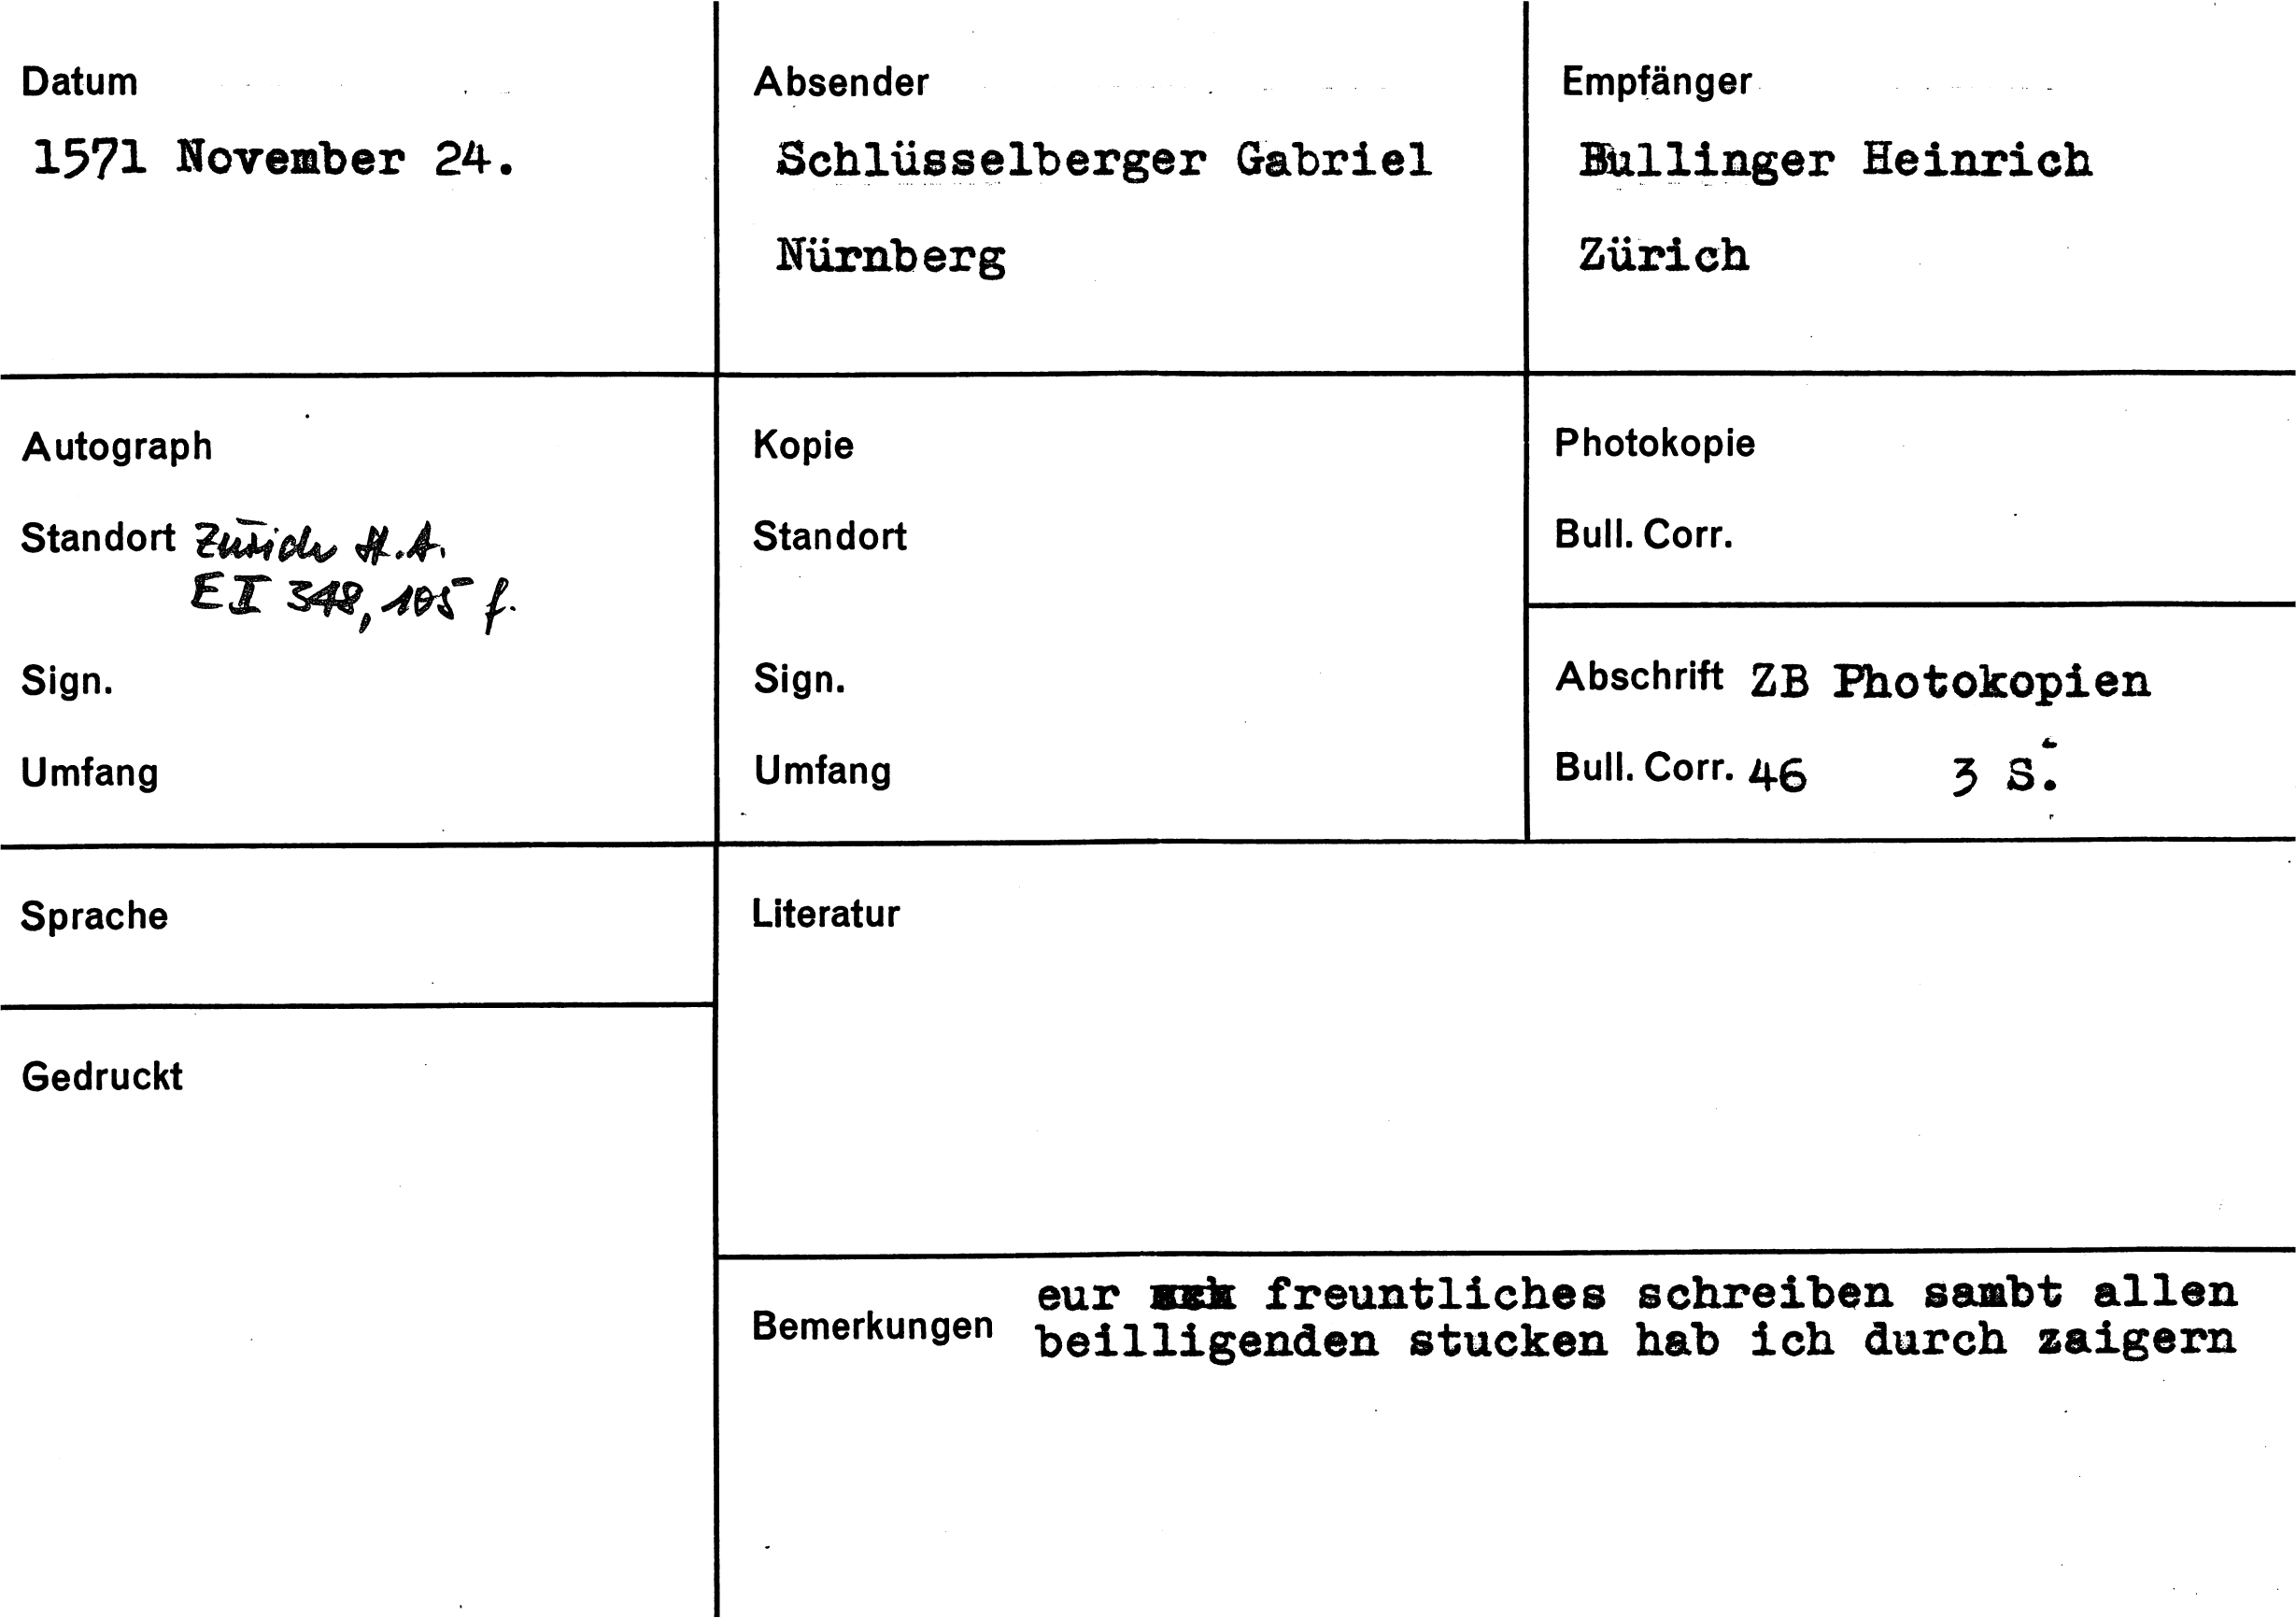 Datum
1571 November 24.
Absender
Schlüsselberger Gabriel
Nürnberg
Empfänger
Bullinger Heinrich
Zürich
Autograph
Standort Zürich St.A.
E II 348, 105 f.
Sign.
Umfang
Kopie
Standort
Sign.
Umfang
Photokopie
Bull. Corr.
Abschrift ZB Photokopien
Bull. Corr. 46 3 S.
Sprache
Gedruckt
Literatur
Bemerkungen
eur freuntliches schreiben sambt allen
beilligenden stucken hab ich durch zaigern